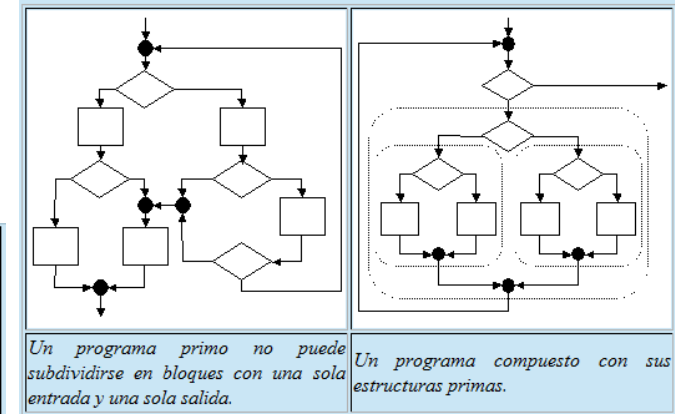 Un programa primo no puede
subdividirse en bloques con una sola
entrada y una sola salida.
Un programa compuesto con sus
estructuras primas.